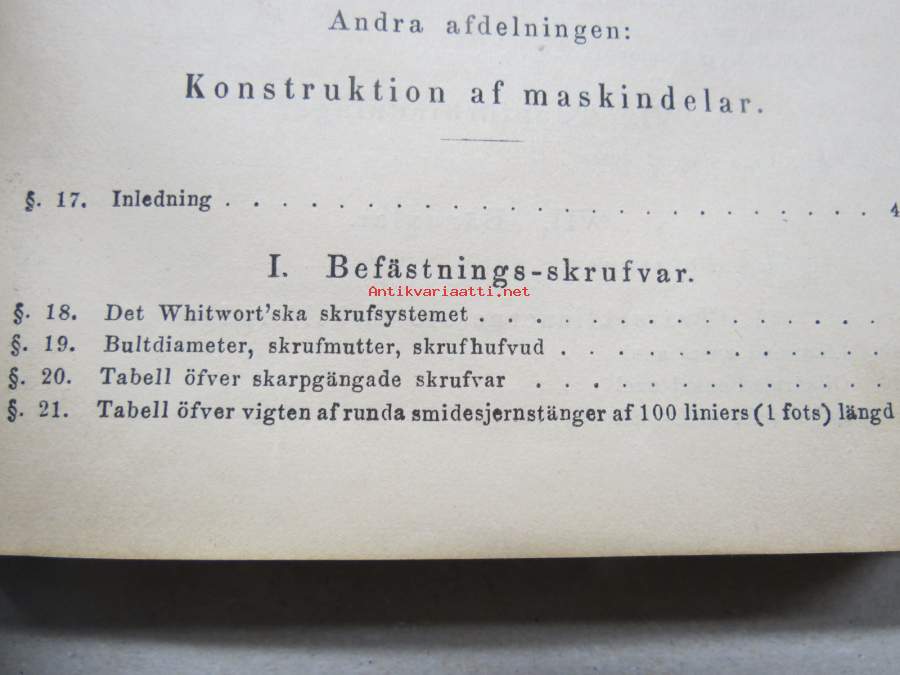 Andra afdelningen:
Konstruktion af maskindelar.
§. 17. Inledning . . . . . . . . . . . . . . . . . . . . . . . 4
I. Befästnings-skrufvar.
Antikvariaatti.net
§. 18. Det Whitwort'ska skrufsystemet . . . . . . . . . . . . . . .
§. 19. Bultdiameter, skrufmutter, skrufhufvud . . . . . . . . . . . .
§. 20. Tabell öfver skarpgängade skrufvar . . . . . . . . . . . . .
§. 21. Tabell öfver vigten af runda smidesjernstänger af 100 liniers (1 fots) längd